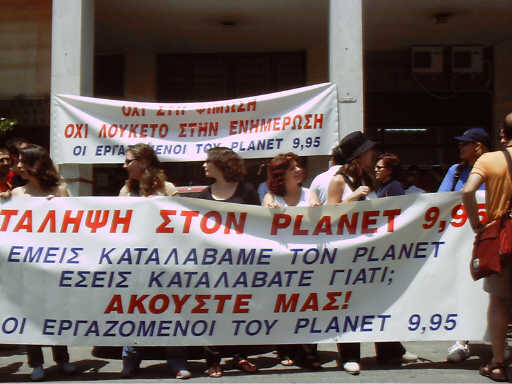 ΟΧΙ ΣΤΗ ΦΙΜΩΣΗ
ΟΧΙ ΛΟΥΚΕΤΟ ΣΤΗΝ ΕΝΗΜΕΡΩΣΗ
ΟΙ ΕΡΓΑΖΟΜΕΝΟΙ ΤΟΥ PLANET 9,95
ΤΑΛΗΨΗ ΣΤΟΝ PLANET 9,95
ΕΜΕΙΣ ΚΑΤΑΛΑΒΑΜΕ ΤΟΝ PLANET
ΕΣΕΙΣ ΚΑΤΑΛΑΒΑΤΕ ΓΙΑΤΙ;
ΑΚΟΥΣΤΕ ΜΑΣ!
ΟΙ ΕΡΓΑΖΟΜΕΝΟΙ ΤΟΥ PLANET 9,95